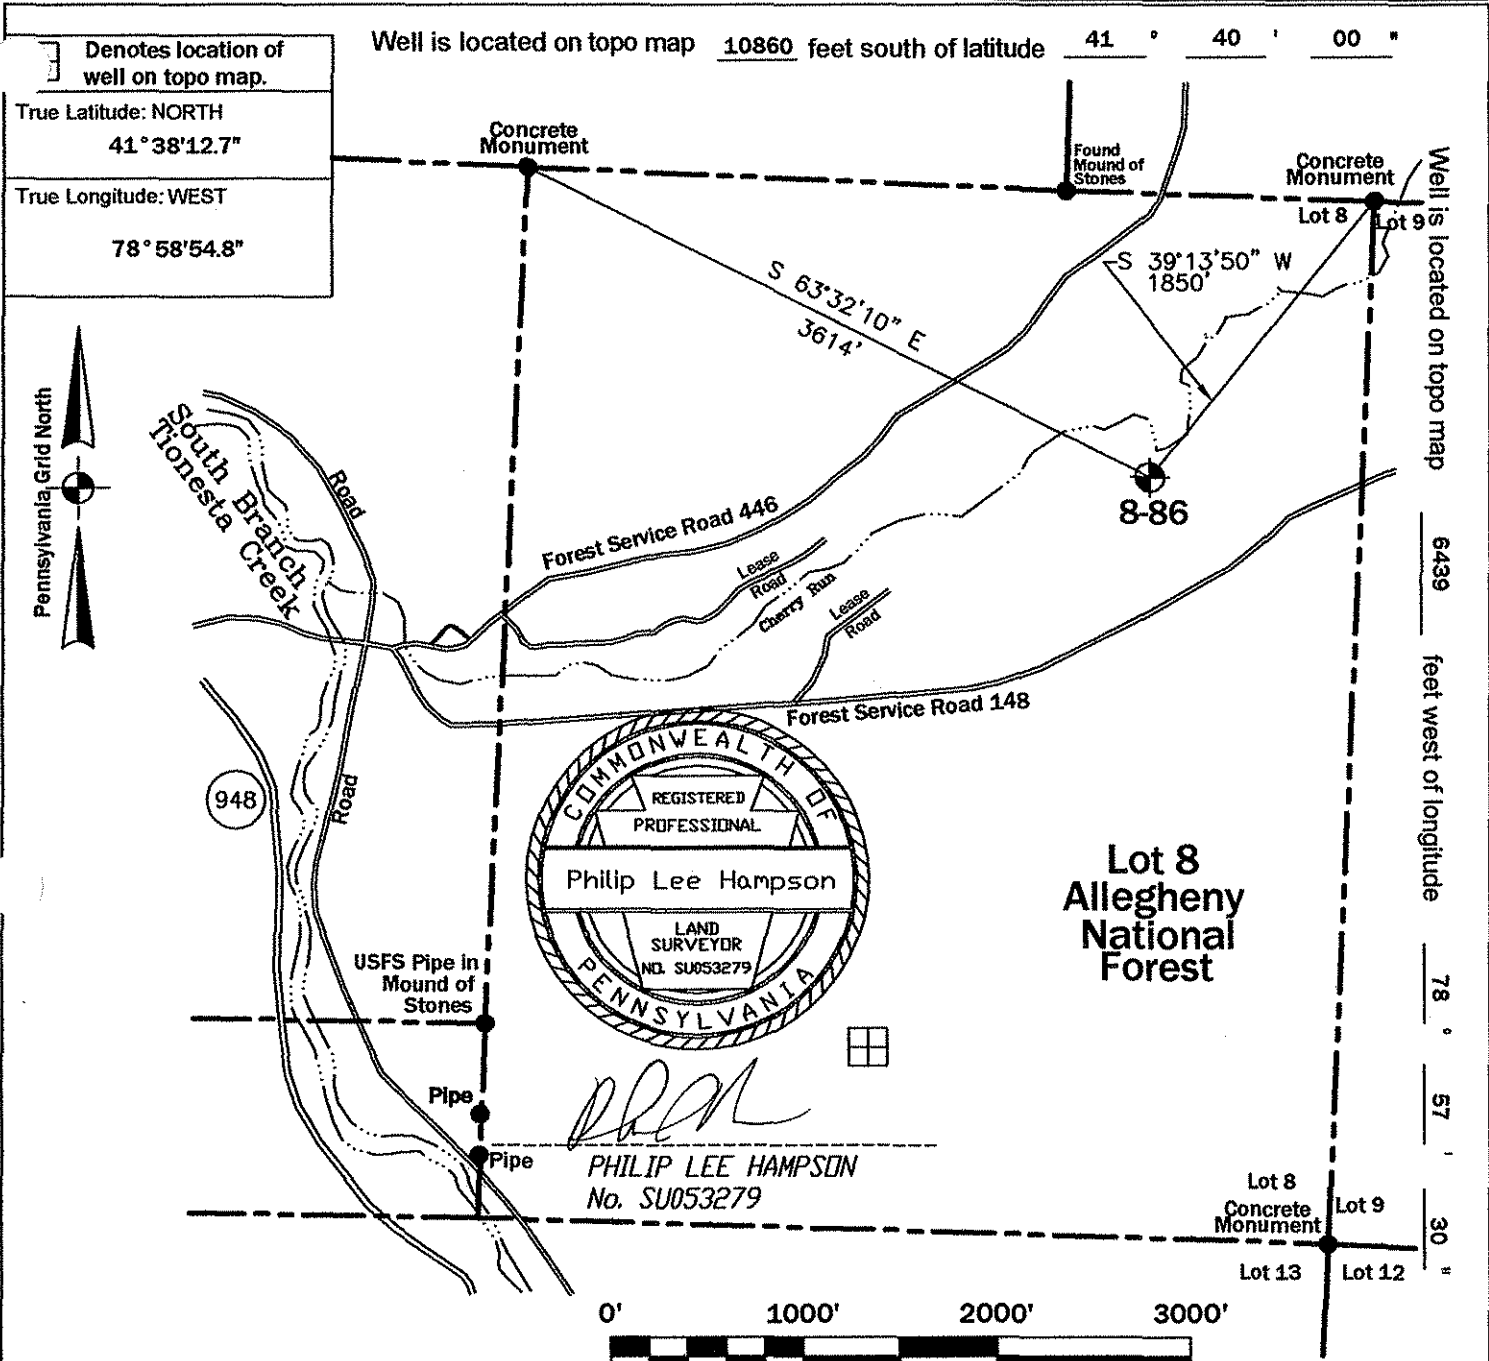 Denotes location of
well on topo map.
True Latitude: NORTH
41°38'12.7"
True Longitude: WEST
78°58'54.8"
Well is located on topo map 10860 feet south of latitude 41 ° 40 ' 00 "
Well is located on topo map 6439 feet west of longitude 78 ° 57 ' 30 "
Concrete
Monument
Found
Mound of
Stones
Concrete
Monument
Lot 8
Lot 9
S 63°32'10" E
3614'
S 39°13'50" W
1850'
Pennsylvania Grid North
South Branch
Tionesta Creek
Road
8-86
Forest Service Road 446
Lease
Road
Cherry Run
Lease
Road
Forest Service Road 148
948
Road
COMMONWEALTH OF
REGISTERED
PROFESSIONAL
Philip Lee Hampson
LAND
SURVEYOR
NO. SU053279
PENNSYLVANIA
Lot 8
Allegheny
National
Forest
USFS Pipe in
Mound of
Stones
Pipe
Pipe
PHILIP LEE HAMPSON
No. SU053279
Lot 8
Concrete
Monument
Lot 9
Lot 13
Lot 12
0' 1000' 2000' 3000'